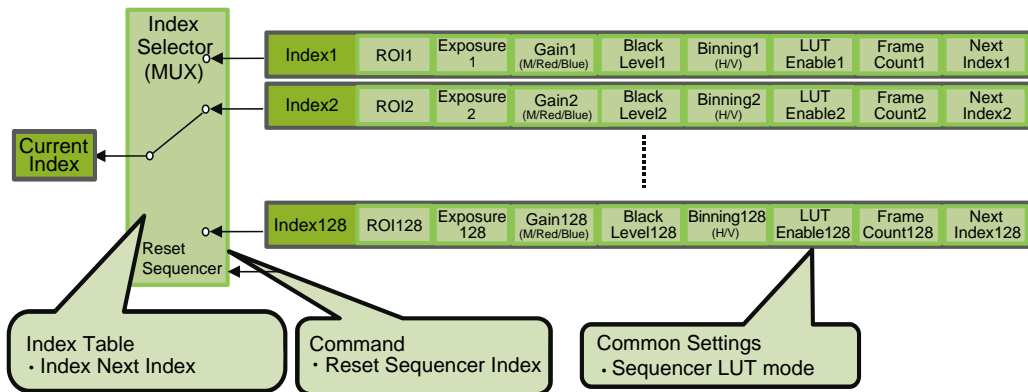 Index
Selector
(MUX)
Index1
ROI1
Exposure
1
Gain1
(M/Red/Blue)
Black
Level1
Binning1
(H/V)
LUT
Enable1
Frame
Count1
Next
Index1
Index2
ROI2
Exposure
2
Gain2
(M/Red/Blue)
Black
Level2
Binning2
(H/V)
LUT
Enable2
Frame
Count2
Next
Index2
Current
Index
Index128
ROI128
Exposure
128
Gain128
(M/Red/Blue)
Black
Level128
Binning128
(H/V)
LUT
Enable128
Frame
Count128
Next
Index128
Reset
Sequencer
Index Table
・Index Next Index
Command
・Reset Sequencer Index
Common Settings
・Sequencer LUT mode